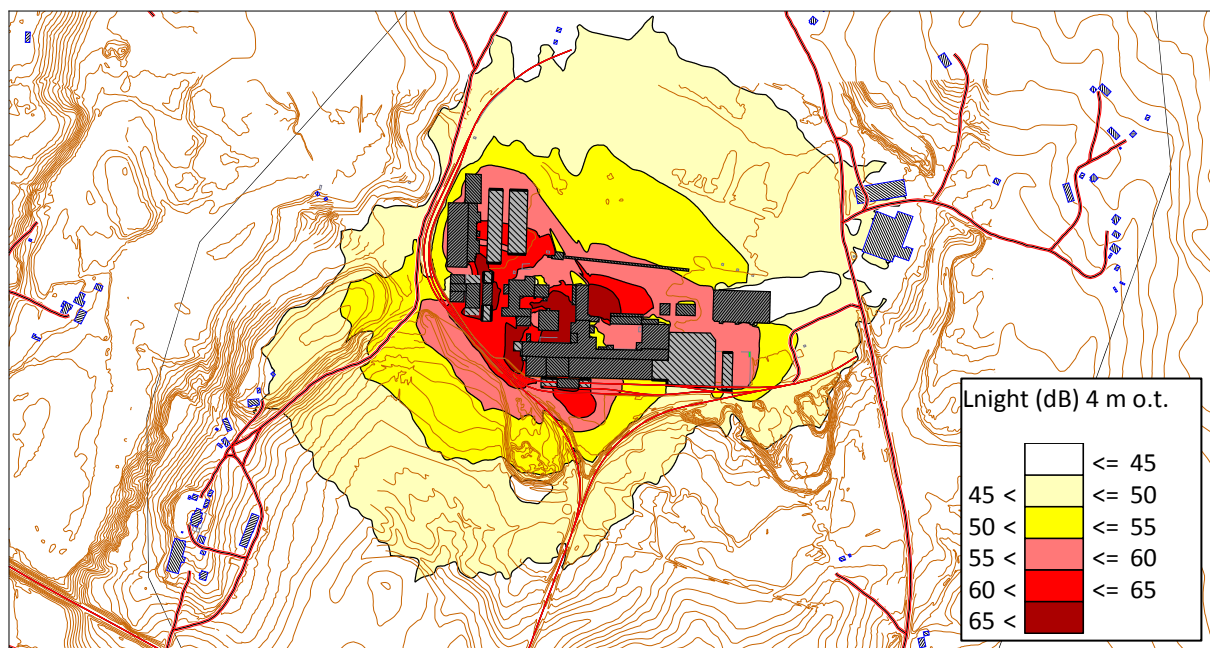 Lnight (dB) 4 m o.t.
<= 45
45 < <= 50
50 < <= 55
55 < <= 60
60 < <= 65
65 <